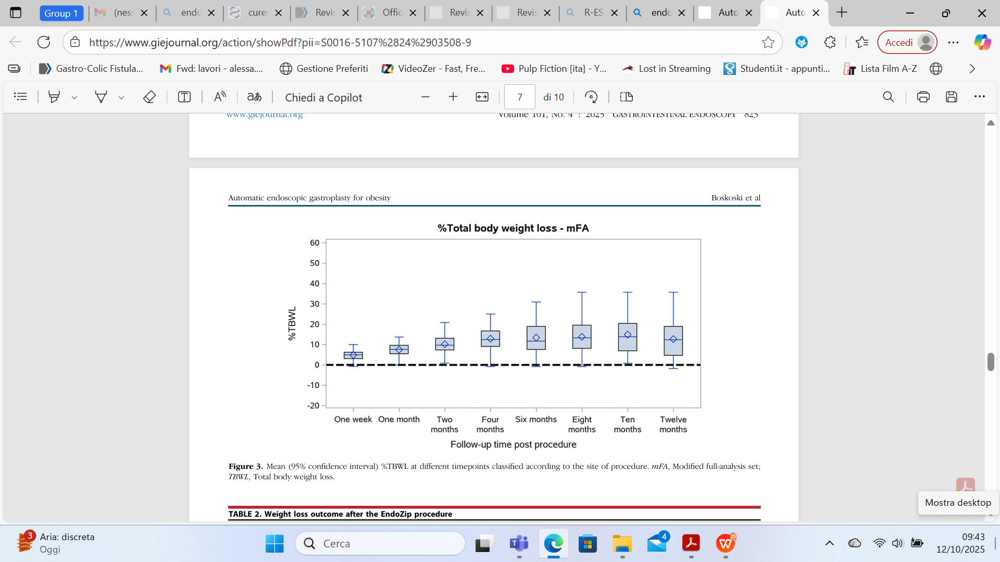 Group 1
(ness
endo
cure
Revis
Offic
Revis
Revis
R-ES
endo
Auto
Auto
https://www.giejournal.org/action/showPdf?pii=S0016-5107%2824%2903508-9
Accedi
Gastro-Colic Fistula...
Fwd: lavori - alessa....
Gestione Preferiti
VideoZer - Fast, Fre...
Pulp Fiction [ita] - Y...
Lost in Streaming
Studenti.it - appunti...
Lista Film A-Z
Chiedi a Copilot
7
di 10
www.giejournal.org
Volume 101, No. 4 : 2025 GASTROINTESTINAL ENDOSCOPY 823
Automatic endoscopic gastroplasty for obesity
Boskoski et al
%Total body weight loss - mFA
60
50
40
30
20
10
0
-10
-20
%TBWL
One week
One month
Two months
Four months
Six months
Eight months
Ten months
Twelve months
Follow-up time post procedure
Figure 3. Mean (95% confidence interval) %TBWL at different timepoints classified according to the site of procedure. mFA, Modified full-analysis set;
TBWL, Total body weight loss.
Mostra desktop
TABLE 2. Weight loss outcome after the EndoZip procedure
3
Aria: discreta
Oggi
Cerca
4
09:43
12/10/2025